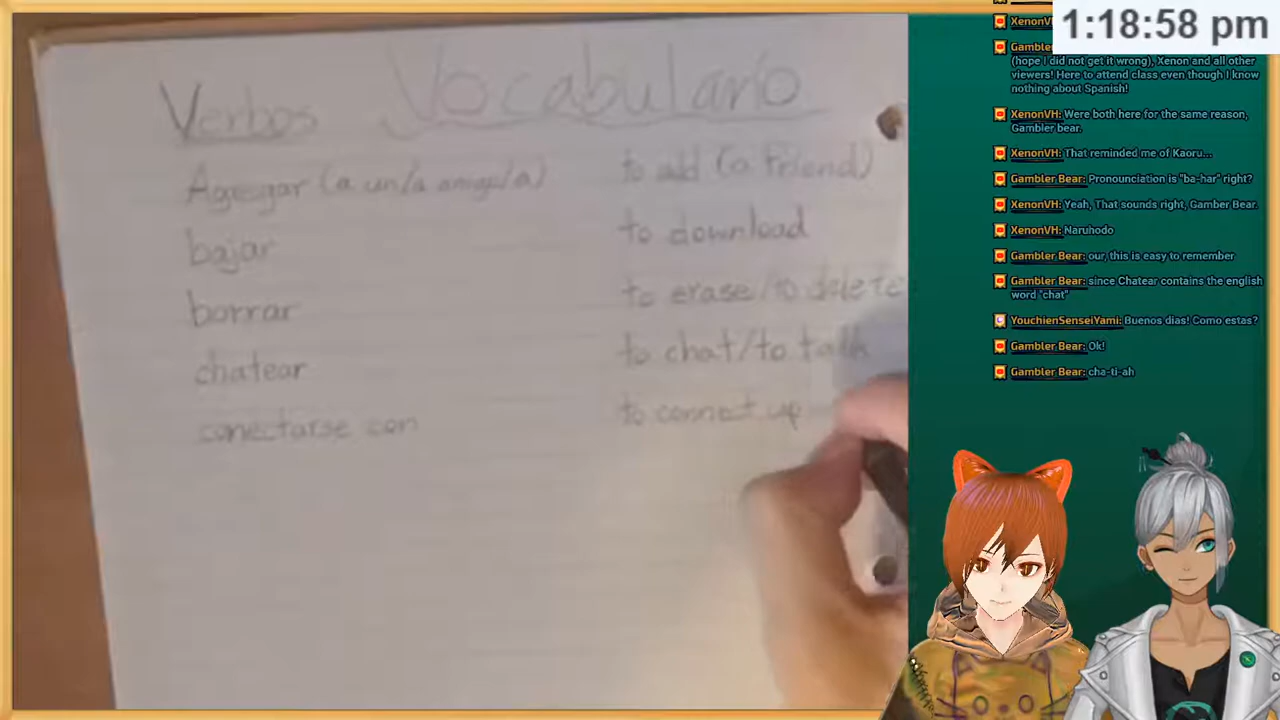 1:18:58 pm
Vocabulario
Verbos
Agregar (a un/a amigo/a) to add (a friend)
bajar to download
borrar to erase/to delete
chatear to chat/to talk
conectarse con to connect up
XenonVH
Gambler
(hope I did not get it wrong), Xenon and all other
viewers! Here to attend class even though I know
nothing about Spanish!
XenonVH: Were both here for the same reason,
Gambler bear.
XenonVH: That reminded me of Kaoru...
Gambler Bear: Pronounciation is "ba-har" right?
XenonVH: Yeah, That sounds right, Gamber Bear.
XenonVH: Naruhodo
Gambler Bear: our, this is easy to remember
Gambler Bear: since Chatear contains the english
word "chat"
YouchienSenseiYami: Buenos dias! Como estas?
Gambler Bear: Ok!
Gambler Bear: cha-ti-ah